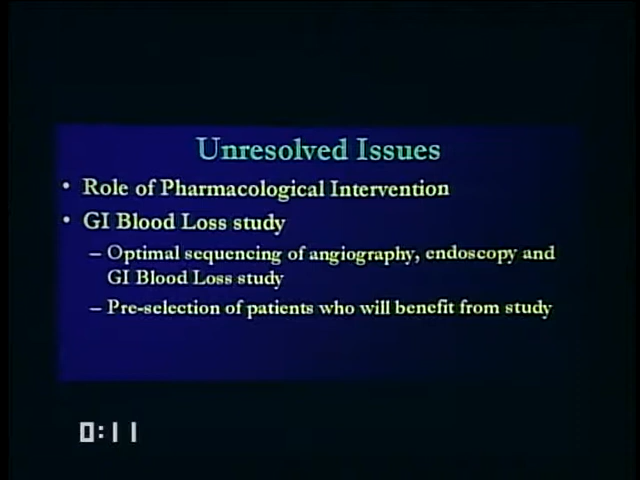 Unresolved Issues
• Role of Pharmacological Intervention
• GI Blood Loss study
– Optimal sequencing of angiography, endoscopy and
GI Blood Loss study
– Pre-selection of patients who will benefit from study
0:11